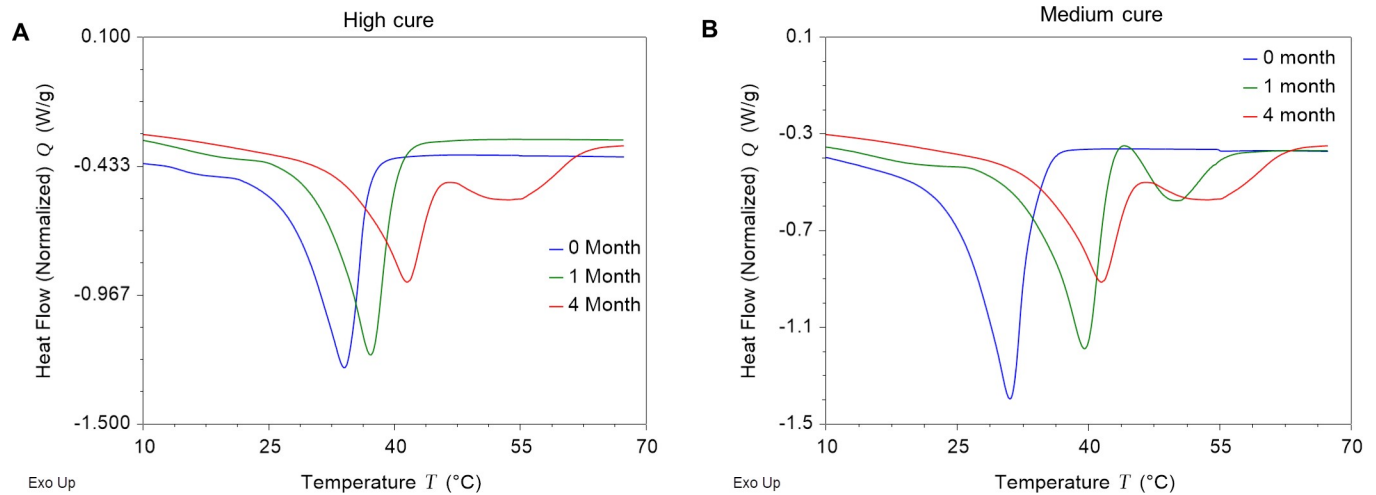 A
High cure
0.100
-0.433
-0.967
-1.500
Heat Flow (Normalized) Q (W/g)
0 Month
1 Month
4 Month
10 25 40 55 70
Exo Up
Temperature T (°C)
B
Medium cure
0.1
-0.3
-0.7
-1.1
-1.5
Heat Flow (Normalized) Q (W/g)
0 month
1 month
4 month
10 25 40 55 70
Exo Up
Temperature T (°C)